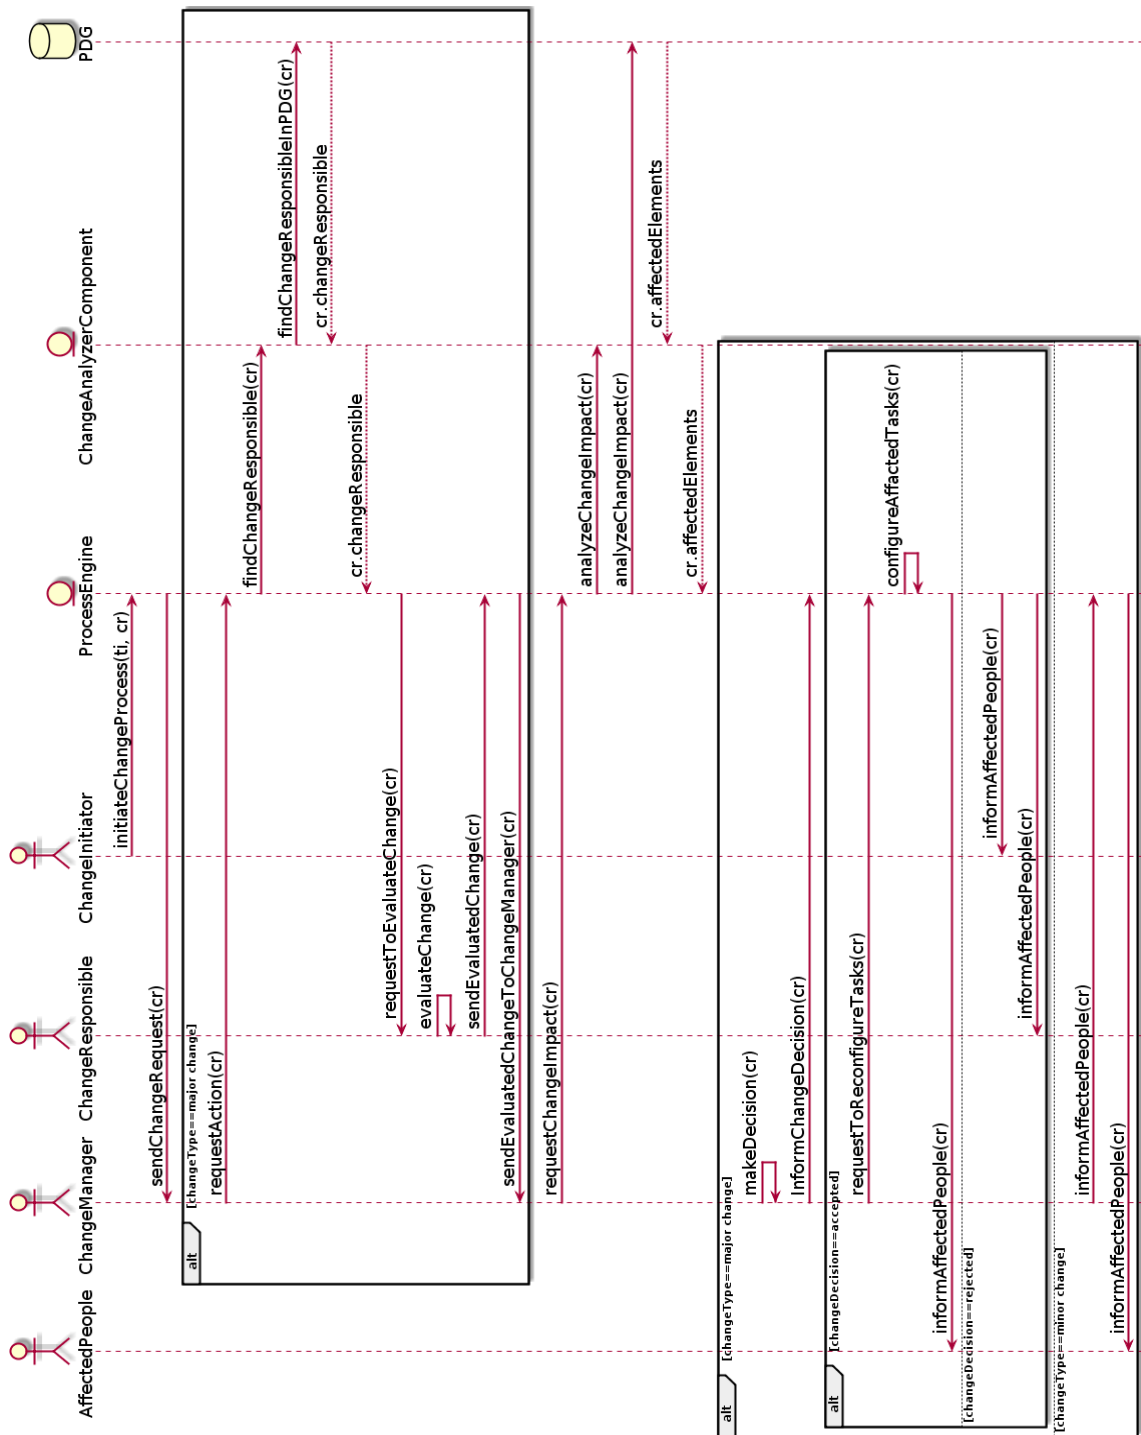 AffectedPeople
ChangeManager
ChangeResponsible
ChangeInitiator
ProcessEngine
ChangeAnalyzerComponent
PDG
initiateChangeProcess(ti, cr)
sendChangeRequest(cr)
alt
[changeType==major change]
requestAction(cr)
findChangeResponsible(cr)
findChangeResponsibleInPDG(cr)
cr.changeResponsible
cr.changeResponsible
requestToEvaluateChange(cr)
evaluateChange(cr)
sendEvaluatedChange(cr)
sendEvaluatedChangeToChangeManager(cr)
requestChangeImpact(cr)
analyzeChangeImpact(cr)
analyzeChangeImpact(cr)
cr.affectedElements
cr.affectedElements
alt
[changeType==major change]
makeDecision(cr)
InformChangeDecision(cr)
alt
[changeDecision==accepted]
requestToReconfigureTasks(cr)
configureAffactedTasks(cr)
informAffectedPeople(cr)
[changeDecision==rejected]
informAffectedPeople(cr)
informAffectedPeople(cr)
[changeType==minor change]
informAffectedPeople(cr)
informAffectedPeople(cr)